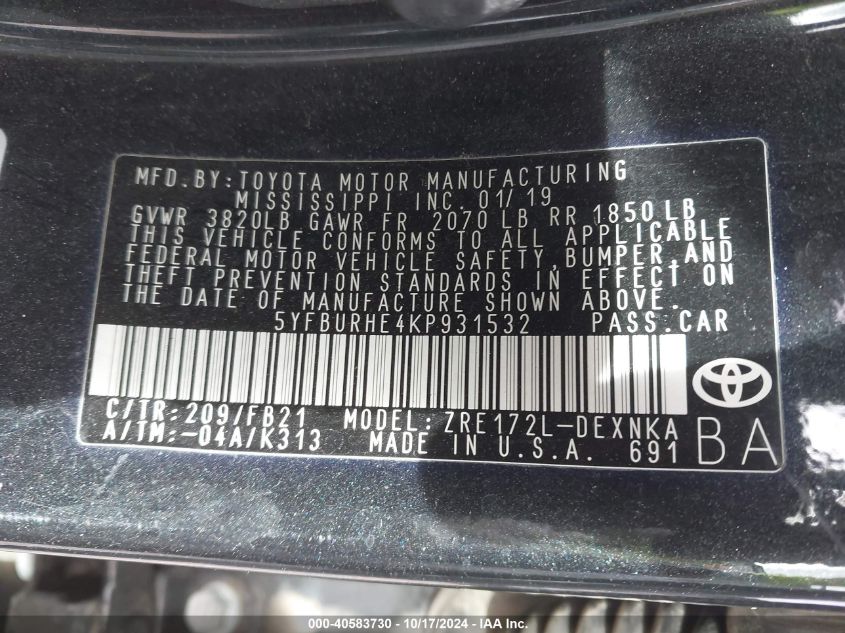 MFD.BY:TOYOTA MOTOR MANUFACTURING
MISSISSIPPI INC. 01/19
GVWR 3820LB GAWR FR 2070 LB RR 1850LB
THIS VEHICLE CONFORMS TO ALL APPLICABLE
FEDERAL MOTOR VEHICLE SAFETY,BUMPER,AND
THEFT PREVENTION STANDARDS IN EFFECT ON
THE DATE OF MANUFACTURE SHOWN ABOVE.
5YFBURHE4KP931532 PASS.CAR
C/TR:209/FB21 MODEL:ZRE172L-DEXNKA
A/TM:-04A/K313 MADE IN U.S.A. 691 BA
000-40583730 - 10/17/2024 - IAA Inc.